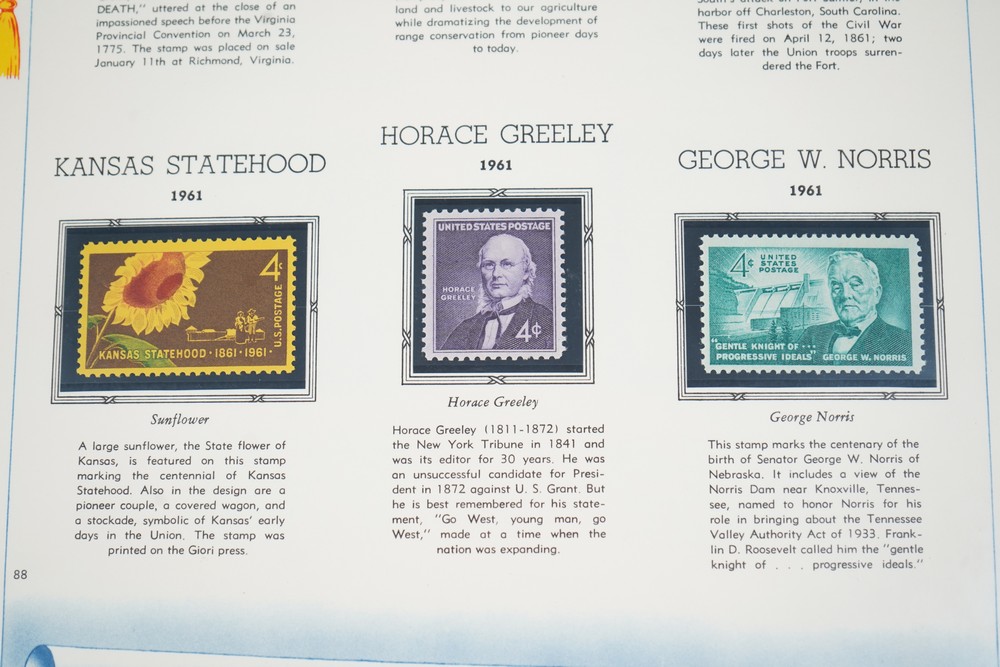 DEATH," uttered at the close of an
impassioned speech before the Virginia
Provincial Convention on March 23,
1775. The stamp was placed on sale
January 11th at Richmond, Virginia.
land and livestock to our agriculture
while dramatizing the development of
range conservation from pioneer days
to today.
harbor off Charleston, South Carolina.
These first shots of the Civil War
were fired on April 12, 1861; two
days later the Union troops surren-
dered the Fort.
KANSAS STATEHOOD
1961
4c
U.S. POSTAGE
KANSAS STATEHOOD · 1861 · 1961 ·
Sunflower
A large sunflower, the State flower of
Kansas, is featured on this stamp
marking the centennial of Kansas
Statehood. Also in the design are a
pioneer couple, a covered wagon, and
a stockade, symbolic of Kansas' early
days in the Union. The stamp was
printed on the Giori press.
HORACE GREELEY
1961
UNITED STATES POSTAGE
HORACE
GREELEY
4¢
Horace Greeley
Horace Greeley (1811-1872) started
the New York Tribune in 1841 and
was its editor for 30 years. He was
an unsuccessful candidate for Presi-
dent in 1872 against U. S. Grant. But
he is best remembered for his state-
ment, "Go West, young man, go
West," made at a time when the
nation was expanding.
GEORGE W. NORRIS
1961
4¢ UNITED
STATES
POSTAGE
"GENTLE KNIGHT OF ···
PROGRESSIVE IDEALS" GEORGE W. NORRIS
George Norris
This stamp marks the centenary of the
birth of Senator George W. Norris of
Nebraska. It includes a view of the
Norris Dam near Knoxville, Tennes-
see, named to honor Norris for his
role in bringing about the Tennessee
Valley Authority Act of 1933. Frank-
lin D. Roosevelt called him the "gentle
knight of . . . progressive ideals."
88